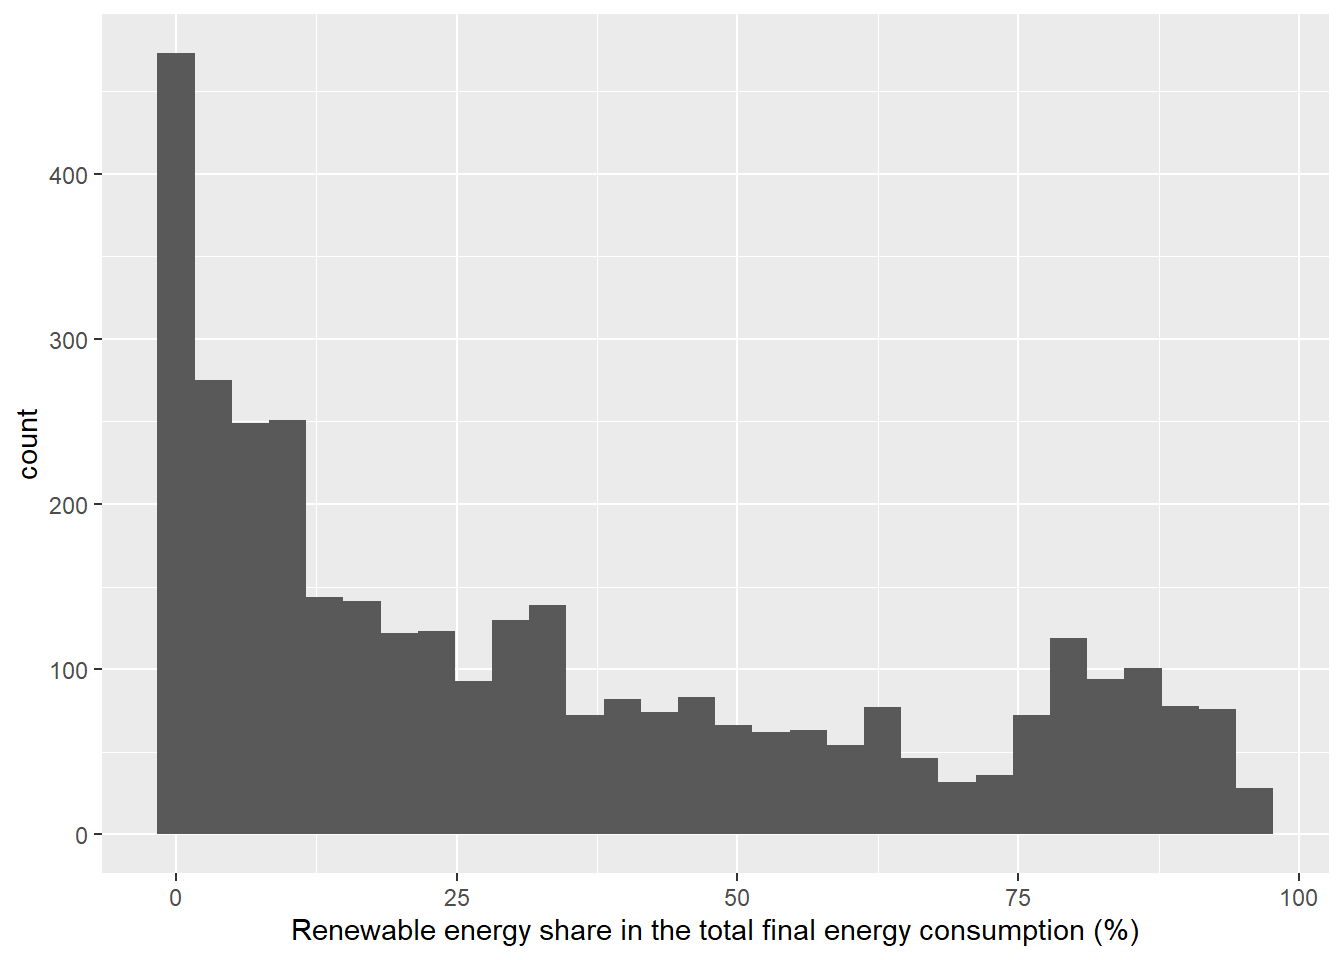 400
300
200
100
0
count
0 25 50 75 100
Renewable energy share in the total final energy consumption (%)